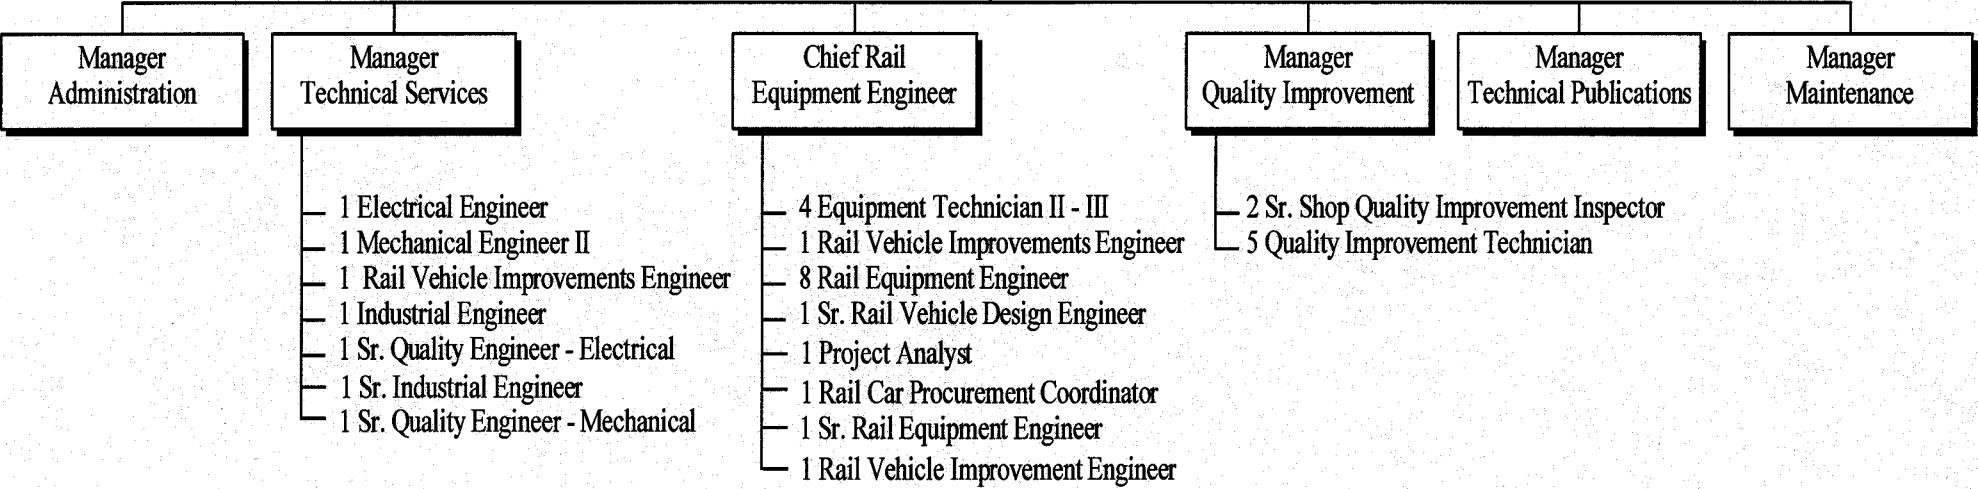 Manager
Administration
Manager
Technical Services
1 Electrical Engineer
1 Mechanical Engineer II
1 Rail Vehicle Improvements Engineer
1 Industrial Engineer
1 Sr. Quality Engineer - Electrical
1 Sr. Industrial Engineer
1 Sr. Quality Engineer - Mechanical
Chief Rail
Equipment Engineer
4 Equipment Technician II - III
1 Rail Vehicle Improvements Engineer
8 Rail Equipment Engineer
1 Sr. Rail Vehicle Design Engineer
1 Project Analyst
1 Rail Car Procurement Coordinator
1 Sr. Rail Equipment Engineer
1 Rail Vehicle Improvement Engineer
Manager
Quality Improvement
2 Sr. Shop Quality Improvement Inspector
5 Quality Improvement Technician
Manager
Technical Publications
Manager
Maintenance